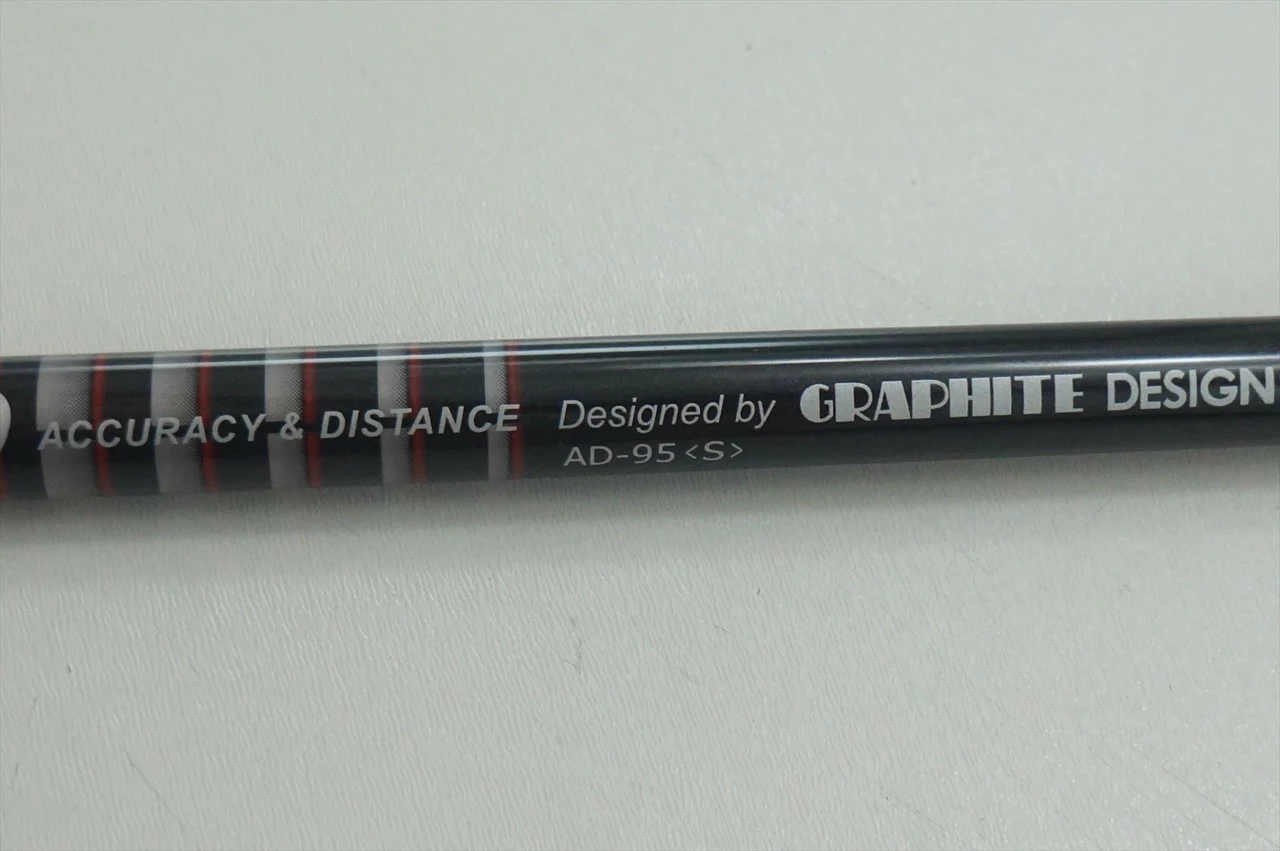 ACCURACY & DISTANCE
Designed by GRAPHITE DESIGN
AD-95 <S>